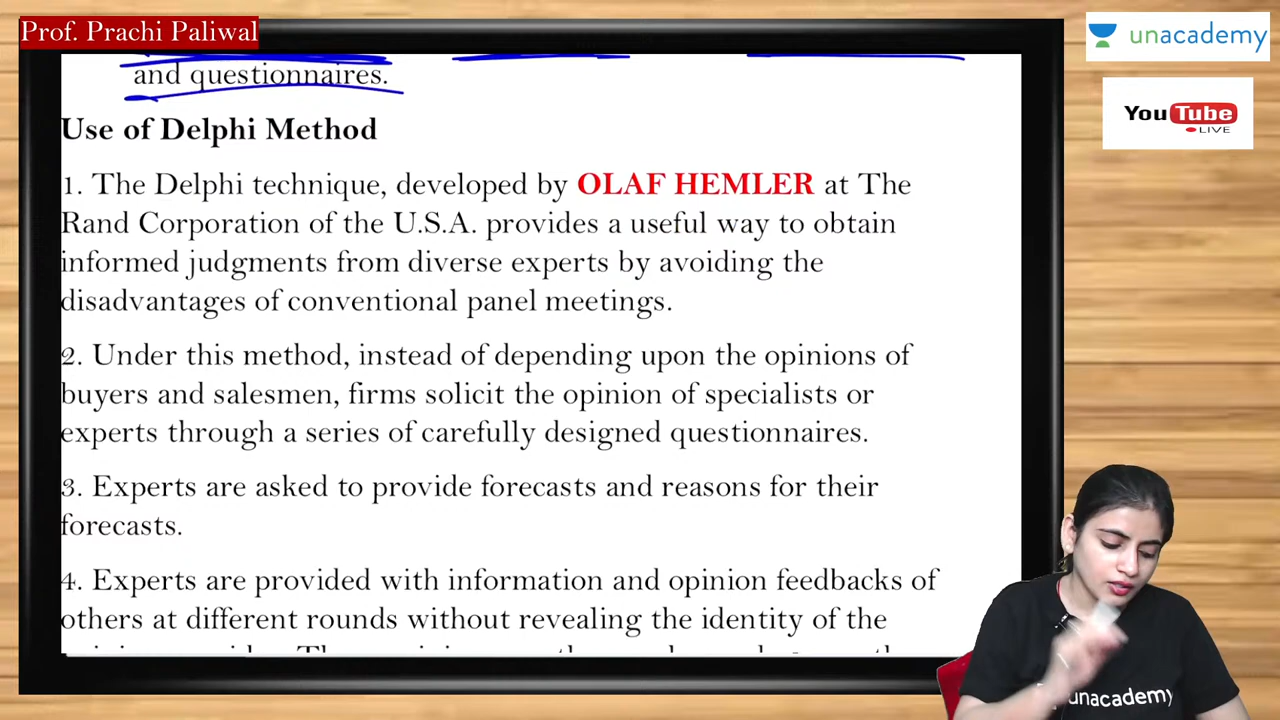 Prof. Prachi Paliwal
unacademy
You Tube
LIVE
and questionnaires.
Use of Delphi Method
1. The Delphi technique, developed by OLAF HEMLER at The
Rand Corporation of the U.S.A. provides a useful way to obtain
informed judgments from diverse experts by avoiding the
disadvantages of conventional panel meetings.
2. Under this method, instead of depending upon the opinions of
buyers and salesmen, firms solicit the opinion of specialists or
experts through a series of carefully designed questionnaires.
3. Experts are asked to provide forecasts and reasons for their
forecasts.
4. Experts are provided with information and opinion feedbacks of
others at different rounds without revealing the identity of the
unacademy